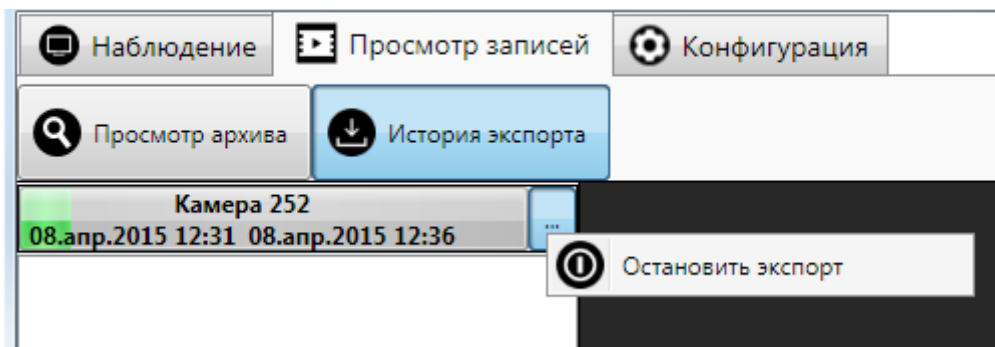 Наблюдение Просмотр записей Конфигурация
Просмотр архива История экспорта
Камера 252
08.апр.2015 12:31 08.апр.2015 12:36 ...
Остановить экспорт